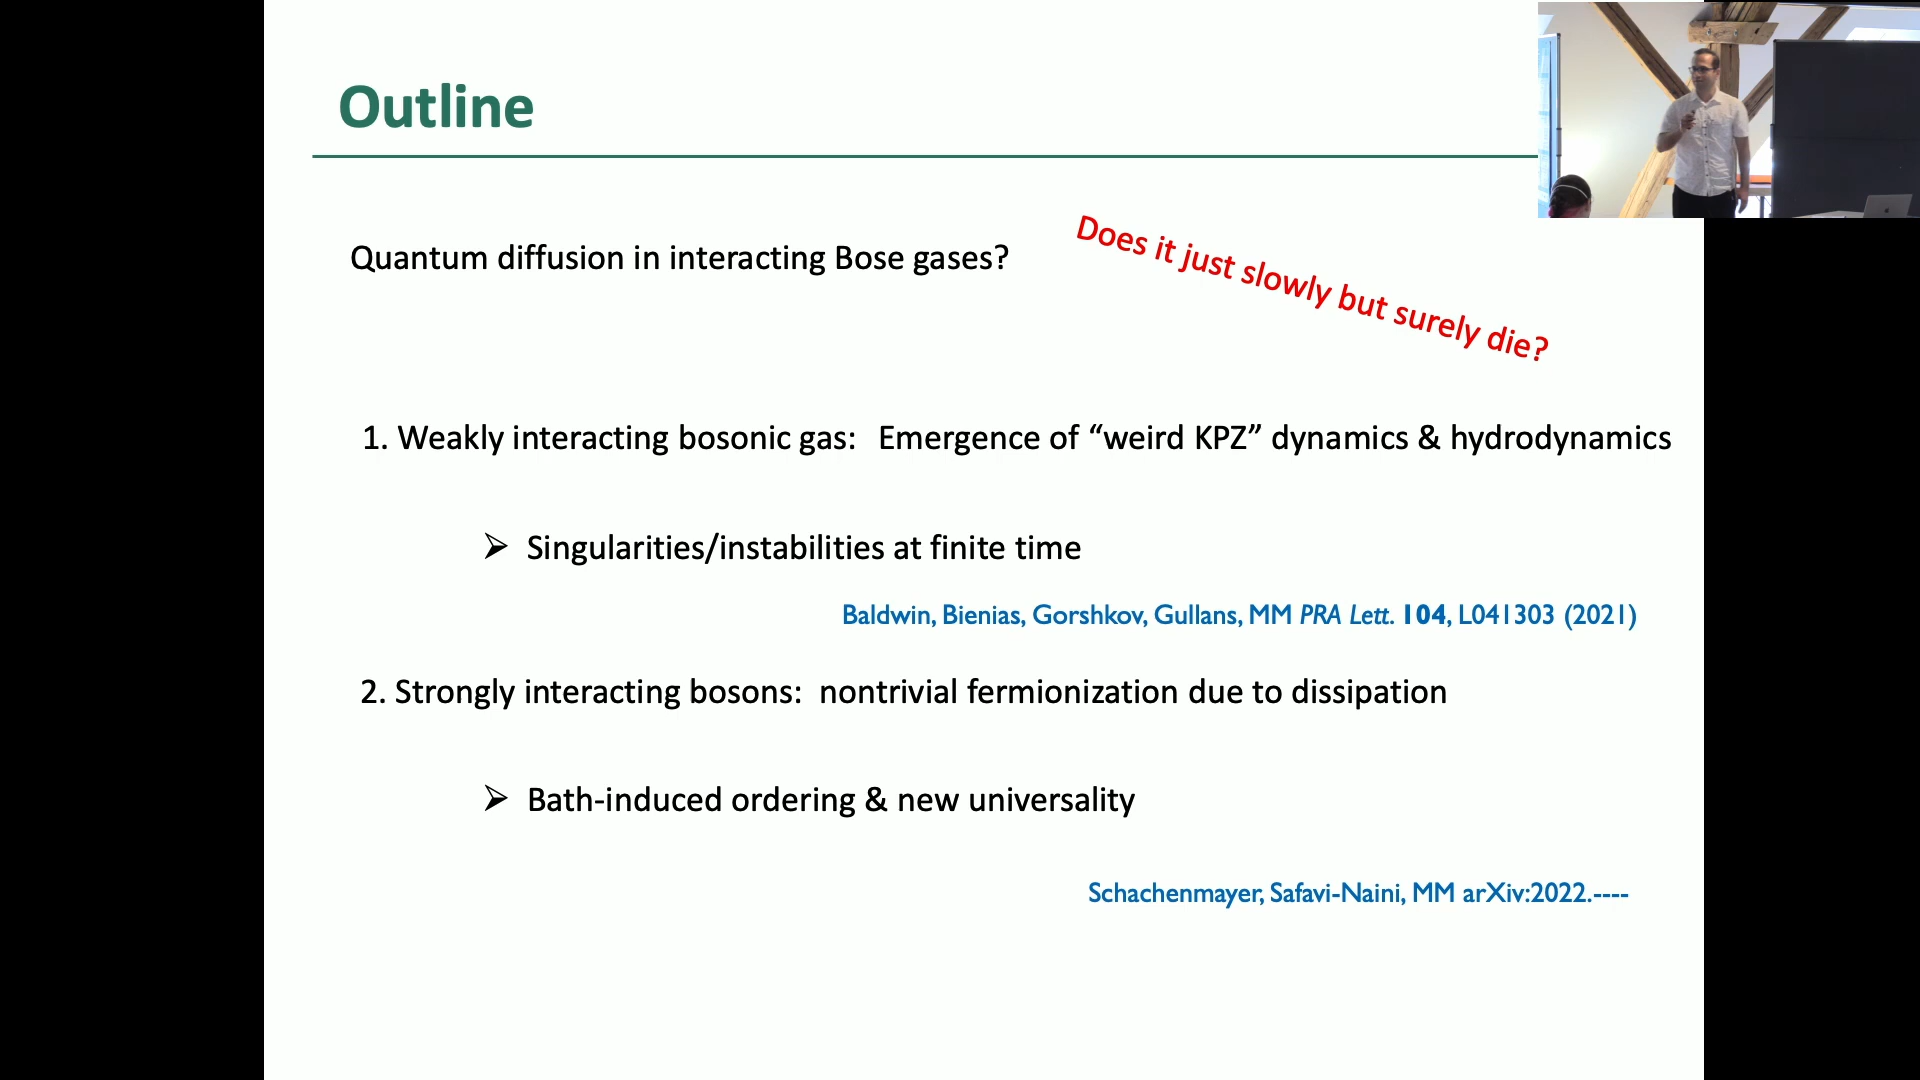 Outline
Quantum diffusion in interacting Bose gases?
Does it just slowly but surely die?
1. Weakly interacting bosonic gas: Emergence of “weird KPZ” dynamics & hydrodynamics
➢ Singularities/instabilities at finite time
Baldwin, Bienias, Gorshkov, Gullans, MM PRA Lett. 104, L041303 (2021)
2. Strongly interacting bosons: nontrivial fermionization due to dissipation
➢ Bath-induced ordering & new universality
Schachenmayer, Safavi-Naini, MM arXiv:2022.----